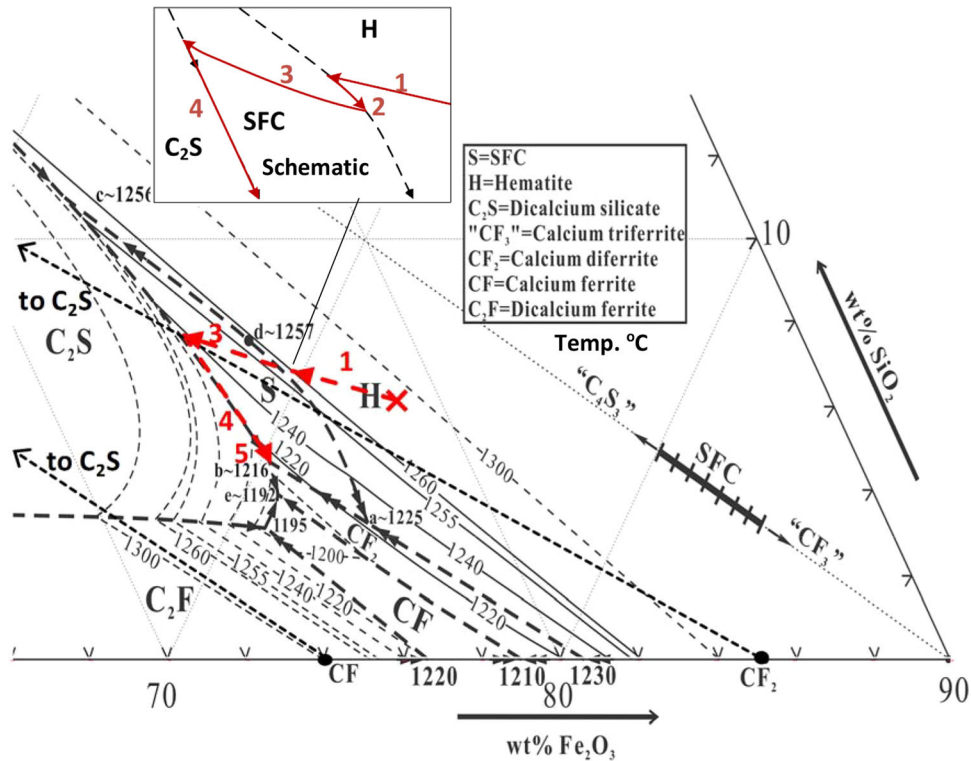 H
1
3
2
4
SFC
C₂S
Schematic
S=SFC
H=Hematite
C₂S=Dicalcium silicate
"CF₃"=Calcium triferrite
CF₂=Calcium diferrite
CF=Calcium ferrite
C₂F=Dicalcium ferrite
Temp. °C
c~1256
10
wt% SiO₂
to C₂S
C₂S
3
d~1257
1
S
H
"C₄S₃"
SFC
"CF₃"
4
1240
1220
1300
1260
1255
5
to C₂S
b~1216
e~1192
a~1225
1195
CF₂
1200
1240
1300
1260
1255
1240
1220
1220
C₂F
CF
CF
1220
1210
1230
CF₂
70
80
90
wt% Fe₂O₃